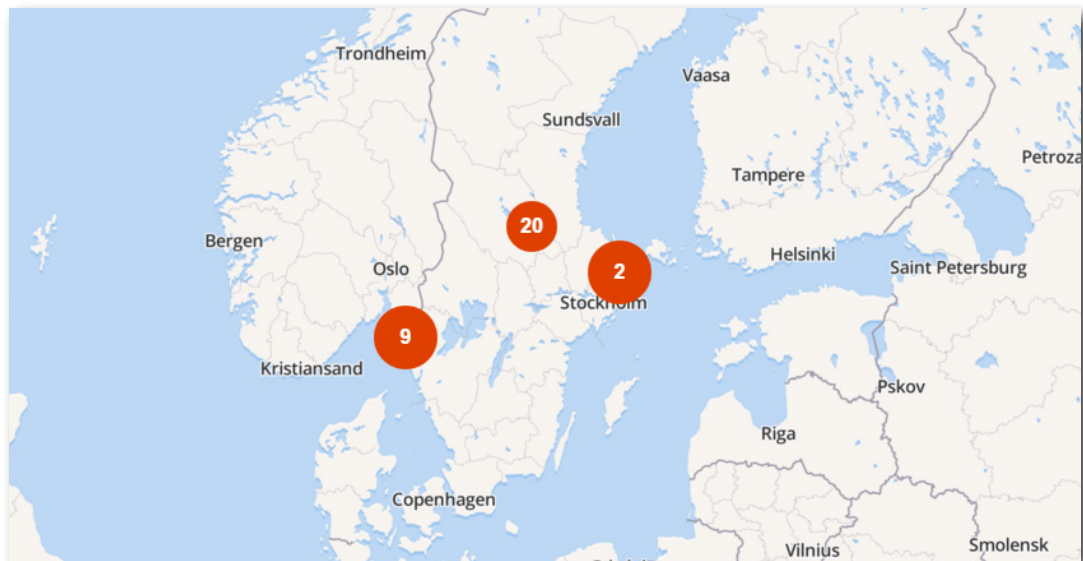 Trondheim
Vaasa
Sundsvall
Petroza
Tampere
20
Bergen
Helsinki
Oslo
2
Saint Petersburg
Stockholm
9
Kristiansand
Pskov
Riga
Copenhagen
Vilnius
Smolensk